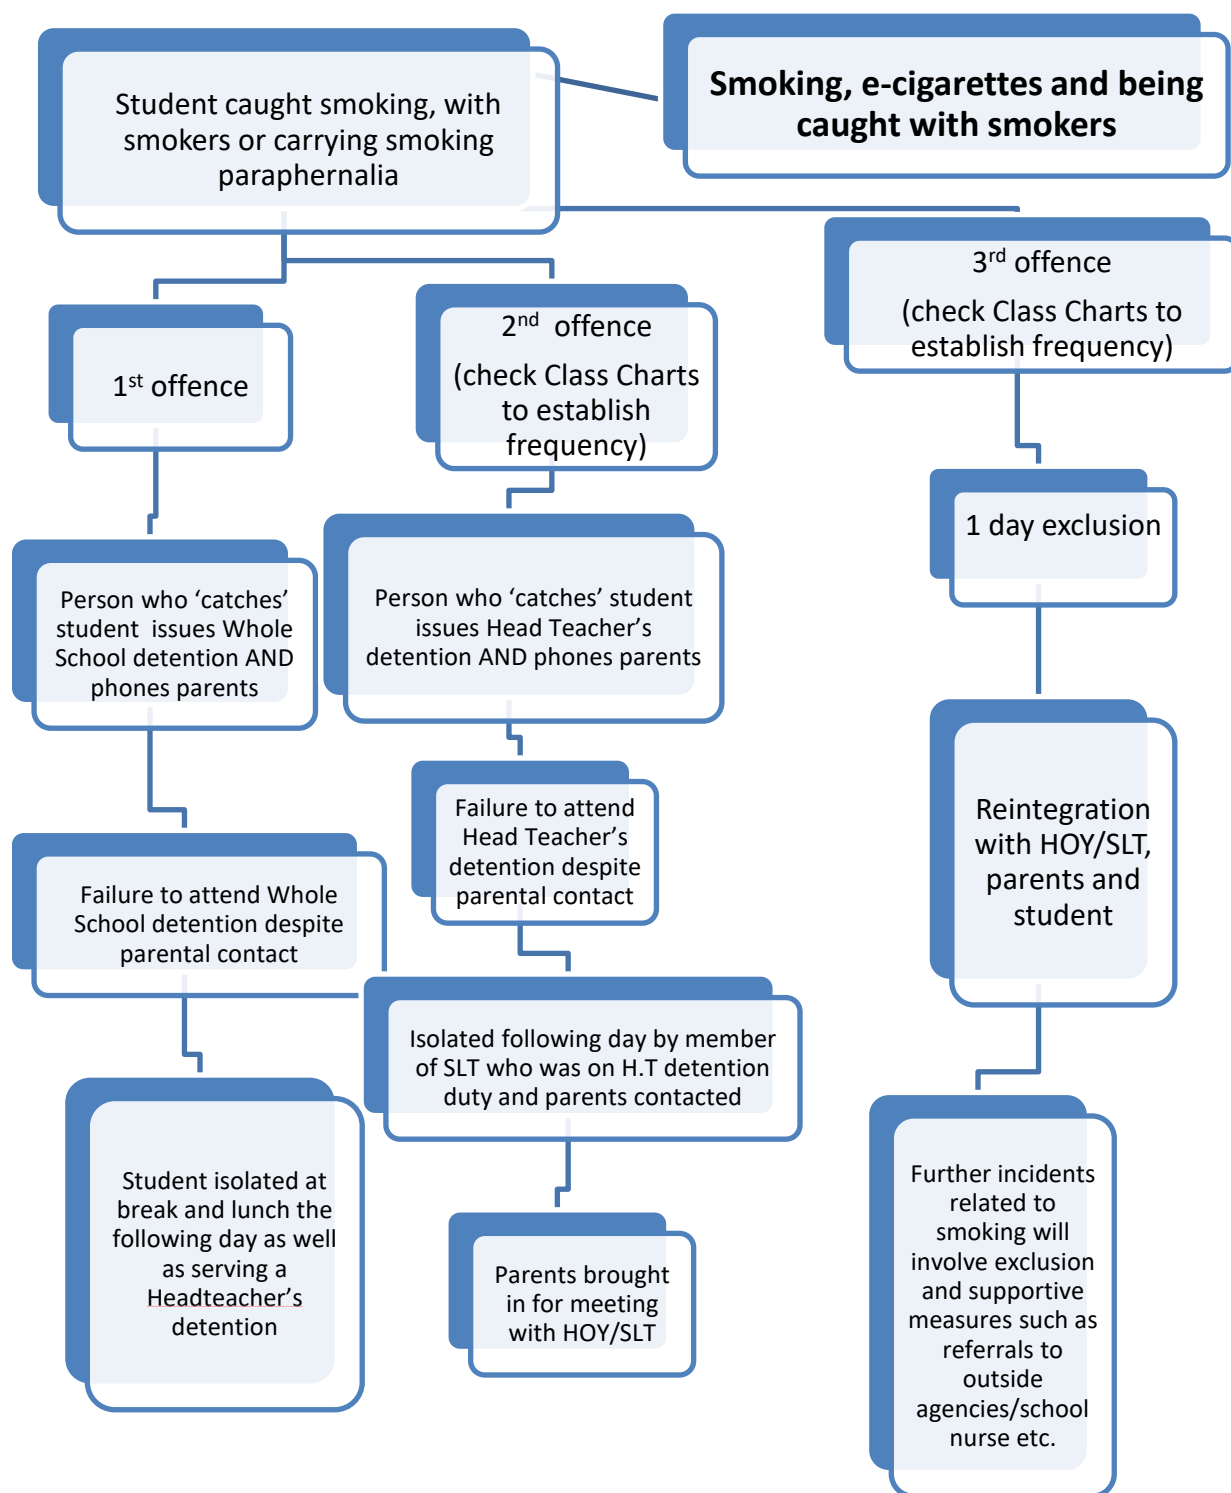 Student caught smoking, with
smokers or carrying smoking
paraphernalia
Smoking, e-cigarettes and being
caught with smokers
1st offence
2nd offence
(check Class Charts
to establish
frequency)
3rd offence
(check Class Charts to
establish frequency)
Person who ‘catches’
student issues Whole
School detention AND
phones parents
Person who ‘catches’ student
issues Head Teacher’s
detention AND phones parents
1 day exclusion
Failure to attend Whole
School detention despite
parental contact
Failure to attend
Head Teacher’s
detention despite
parental contact
Reintegration
with HOY/SLT,
parents and
student
Student isolated at
break and lunch the
following day as well
as serving a
Headteacher’s
detention
Isolated following day by member
of SLT who was on H.T detention
duty and parents contacted
Parents brought
in for meeting
with HOY/SLT
Further incidents
related to
smoking will
involve exclusion
and supportive
measures such as
referrals to
outside
agencies/school
nurse etc.